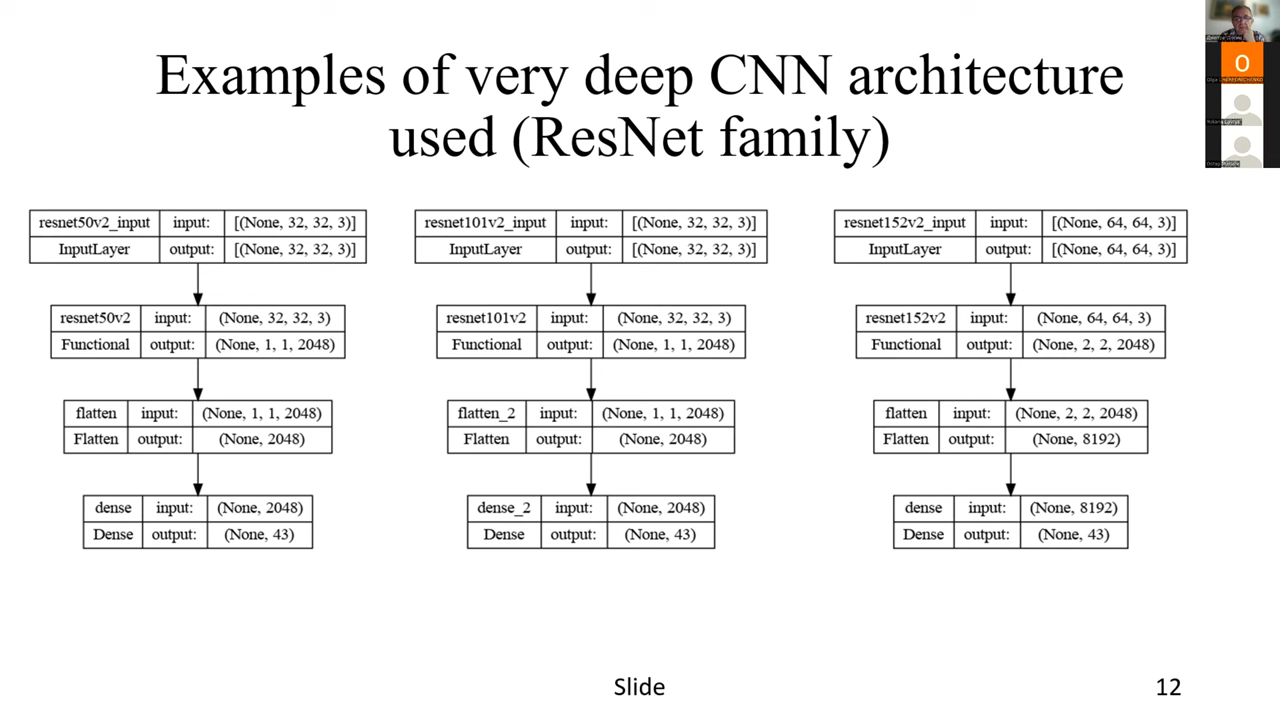 Examples of very deep CNN architecture
used (ResNet family)
resnet50v2_input input: [(None, 32, 32, 3)]
InputLayer output: [(None, 32, 32, 3)]
resnet50v2 input: (None, 32, 32, 3)
Functional output: (None, 1, 1, 2048)
flatten input: (None, 1, 1, 2048)
Flatten output: (None, 2048)
dense input: (None, 2048)
Dense output: (None, 43)
resnet101v2_input input: [(None, 32, 32, 3)]
InputLayer output: [(None, 32, 32, 3)]
resnet101v2 input: (None, 32, 32, 3)
Functional output: (None, 1, 1, 2048)
flatten_2 input: (None, 1, 1, 2048)
Flatten output: (None, 2048)
dense_2 input: (None, 2048)
Dense output: (None, 43)
resnet152v2_input input: [(None, 64, 64, 3)]
InputLayer output: [(None, 64, 64, 3)]
resnet152v2 input: (None, 64, 64, 3)
Functional output: (None, 2, 2, 2048)
flatten input: (None, 2, 2, 2048)
Flatten output: (None, 8192)
dense input: (None, 8192)
Dense output: (None, 43)
Slide
12
O